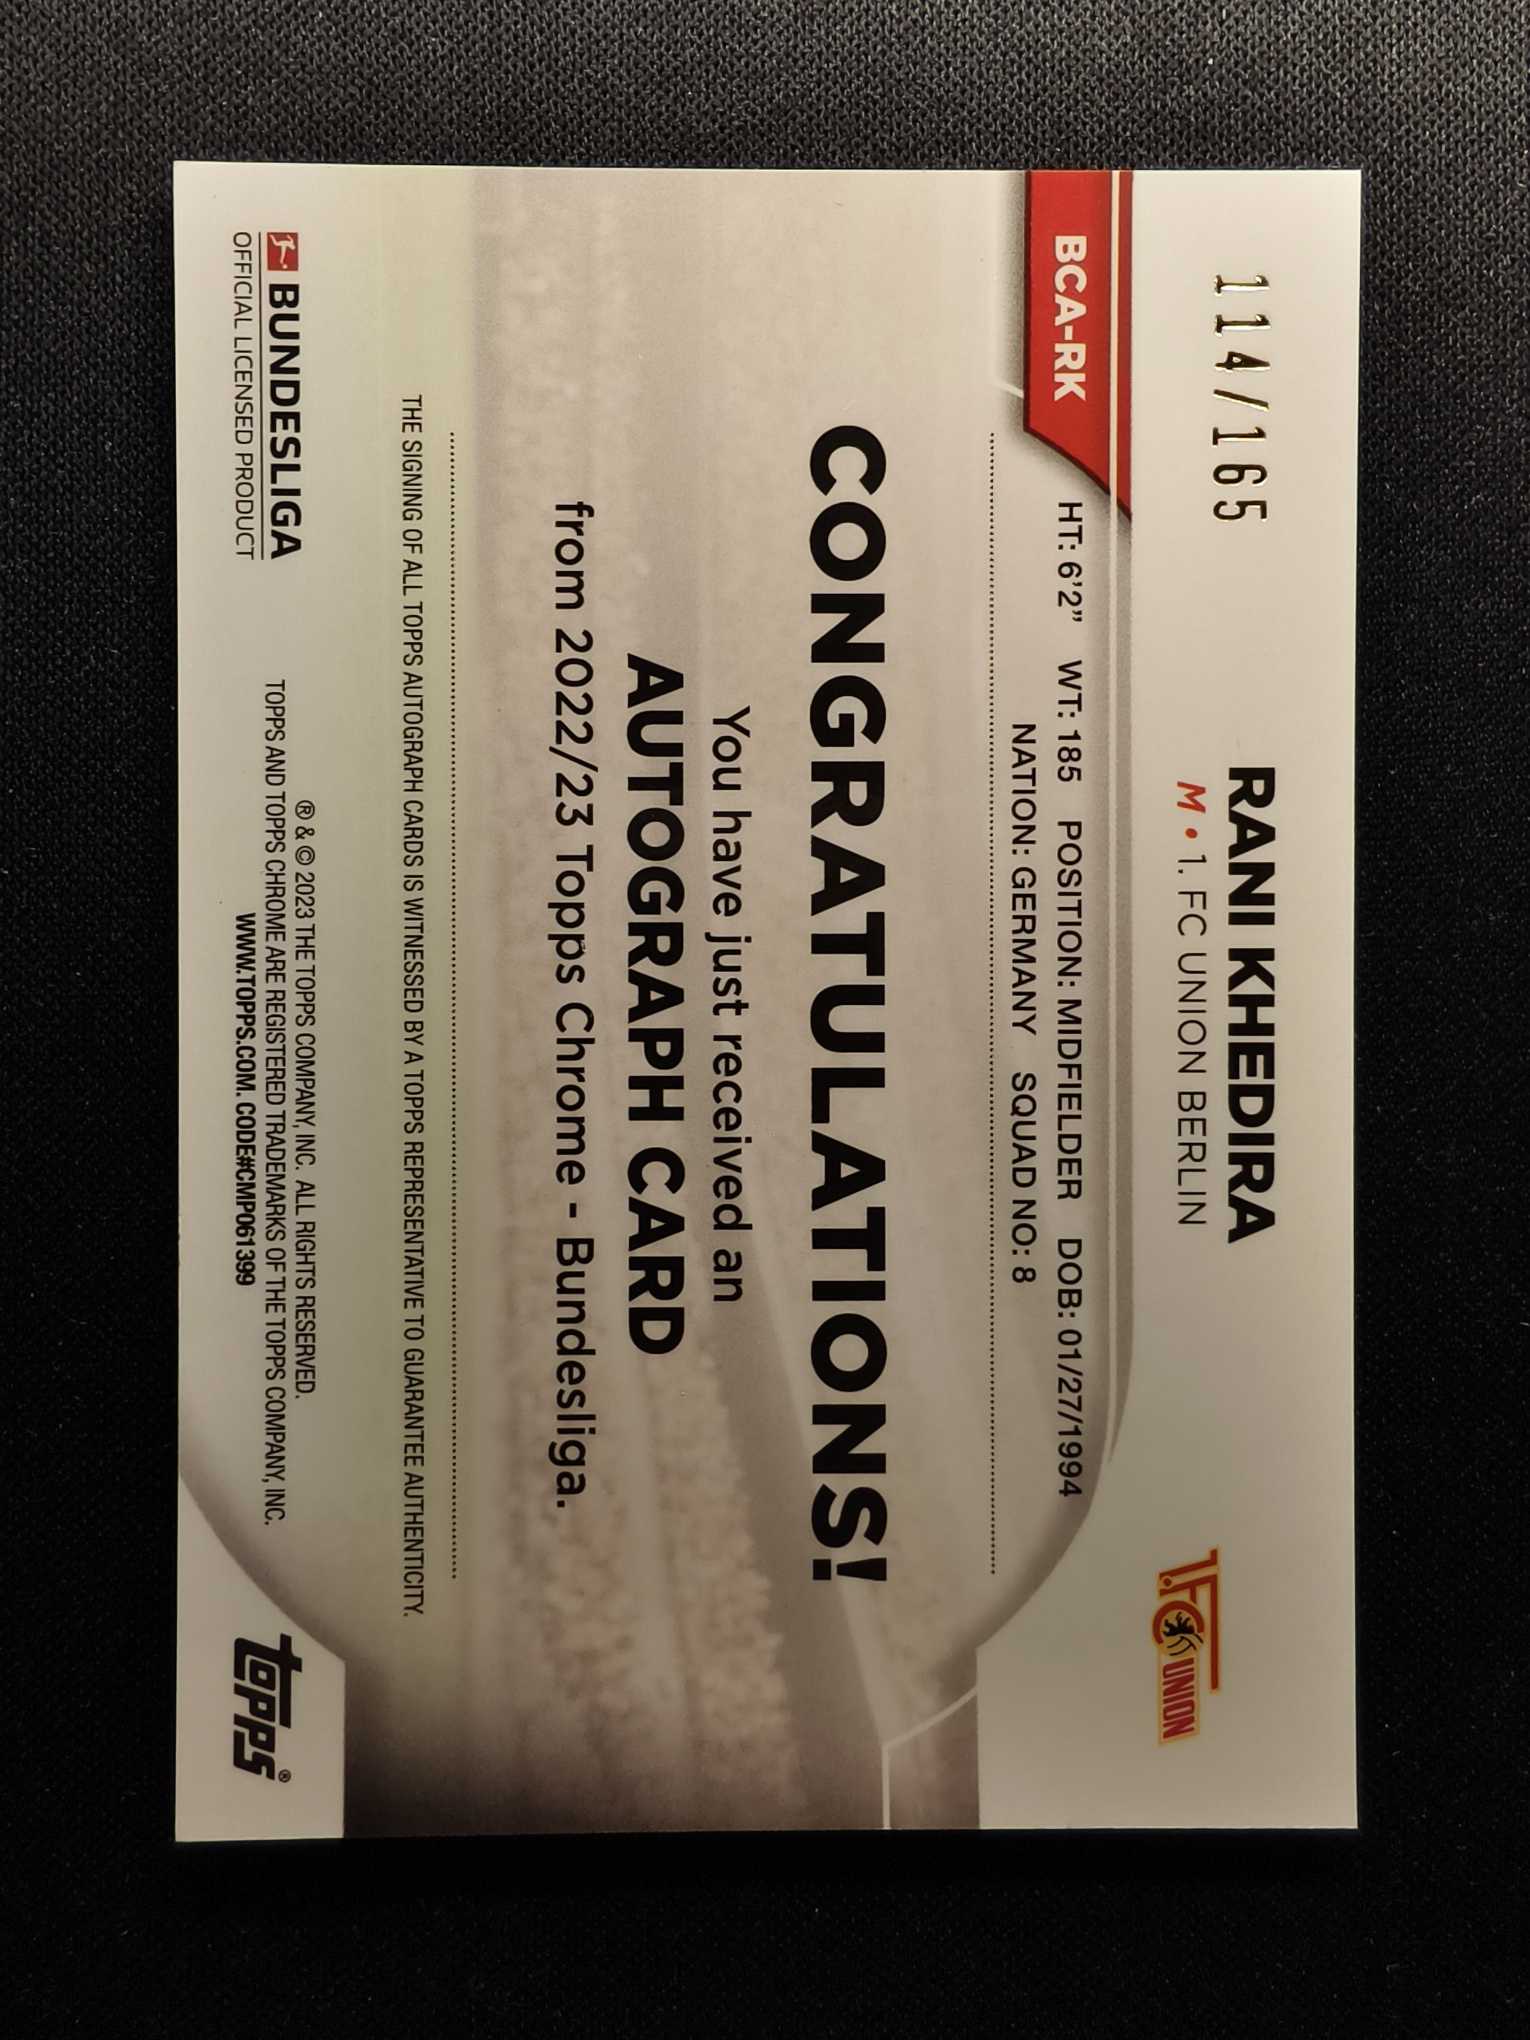 114/165
RANI KHEDIRA
M • 1. FC UNION BERLIN
1.FC UNION
BCA-RK
HT: 6'2" WT: 185 POSITION: MIDFIELDER DOB: 01/27/1994
NATION: GERMANY SQUAD NO: 8
CONGRATULATIONS!
You have just received an
AUTOGRAPH CARD
from 2022/23 Topps Chrome - Bundesliga.
THE SIGNING OF ALL TOPPS AUTOGRAPH CARDS IS WITNESSED BY A TOPPS REPRESENTATIVE TO GUARANTEE AUTHENTICITY.
BUNDESLIGA
OFFICIAL LICENSED PRODUCT
® & © 2023 THE TOPPS COMPANY, INC. ALL RIGHTS RESERVED.
TOPPS AND TOPPS CHROME ARE REGISTERED TRADEMARKS OF THE TOPPS COMPANY, INC.
WWW.TOPPS.COM. CODE#CMP061399
topps®